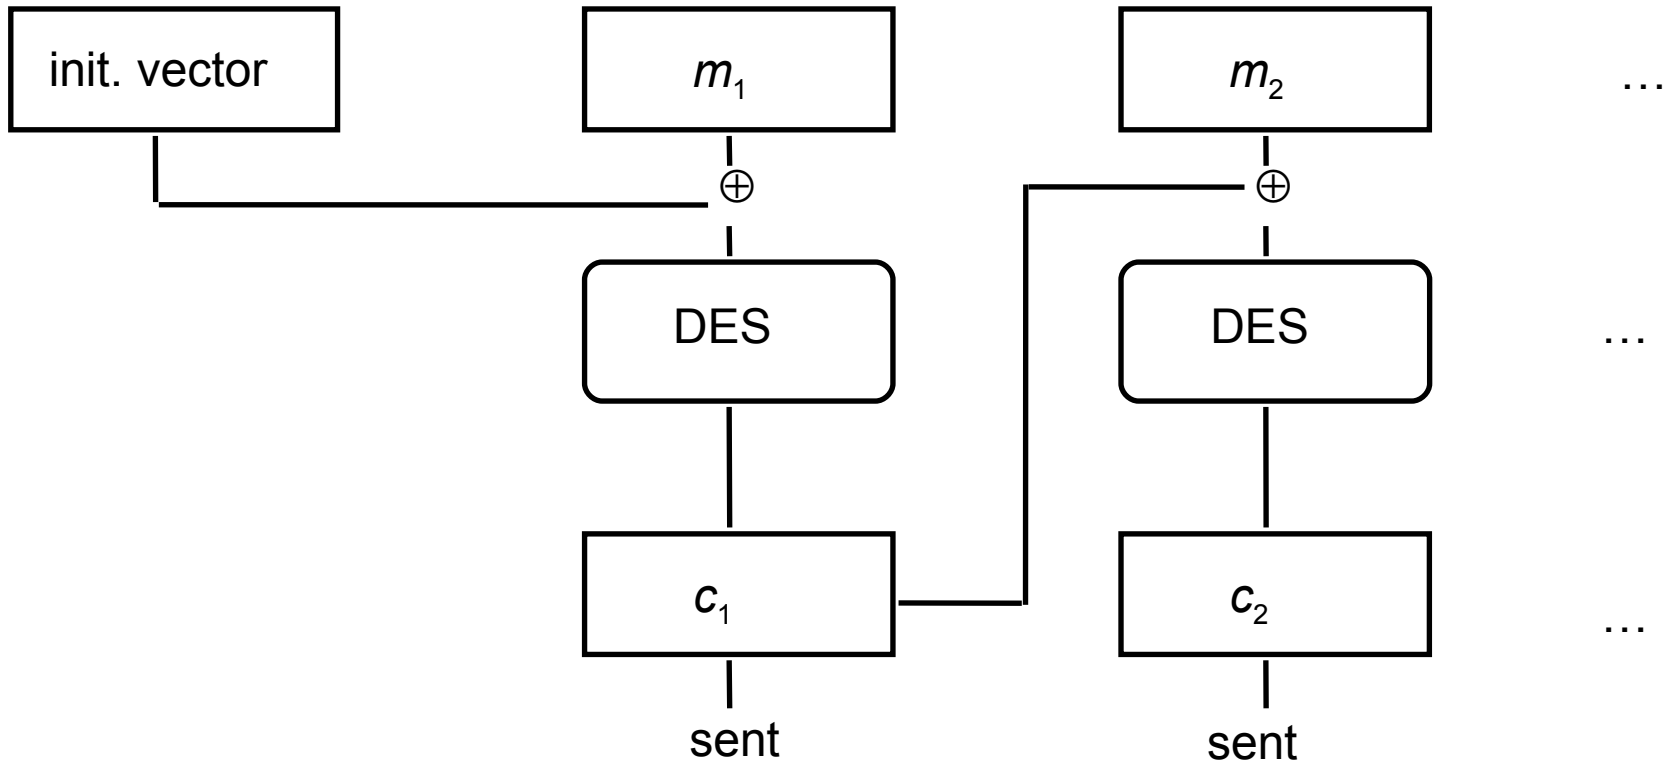 init. vector
m₁
m₂
…
⊕
⊕
DES
DES
…
c₁
c₂
…
sent
sent